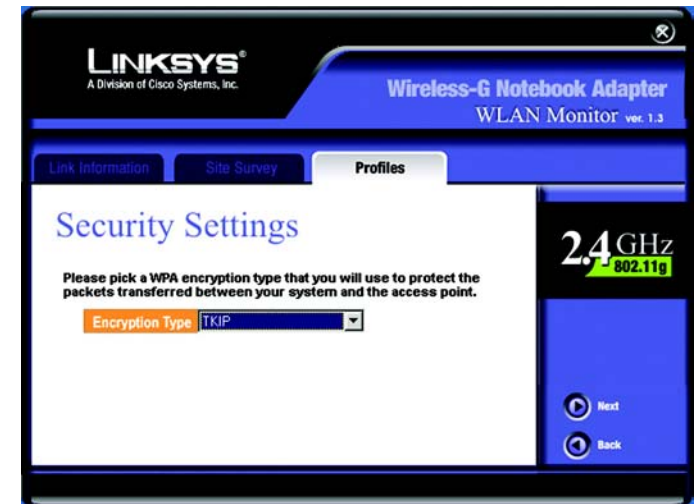 LINKSYS®
A Division of Cisco Systems, Inc.
Wireless-G Notebook Adapter
WLAN Monitor ver. 1.3
Link Information Site Survey Profiles
Security Settings
Please pick a WPA encryption type that you will use to protect the
packets transferred between your system and the access point.
Encryption Type TKIP
2.4 GHz
802.11g
Next
Back